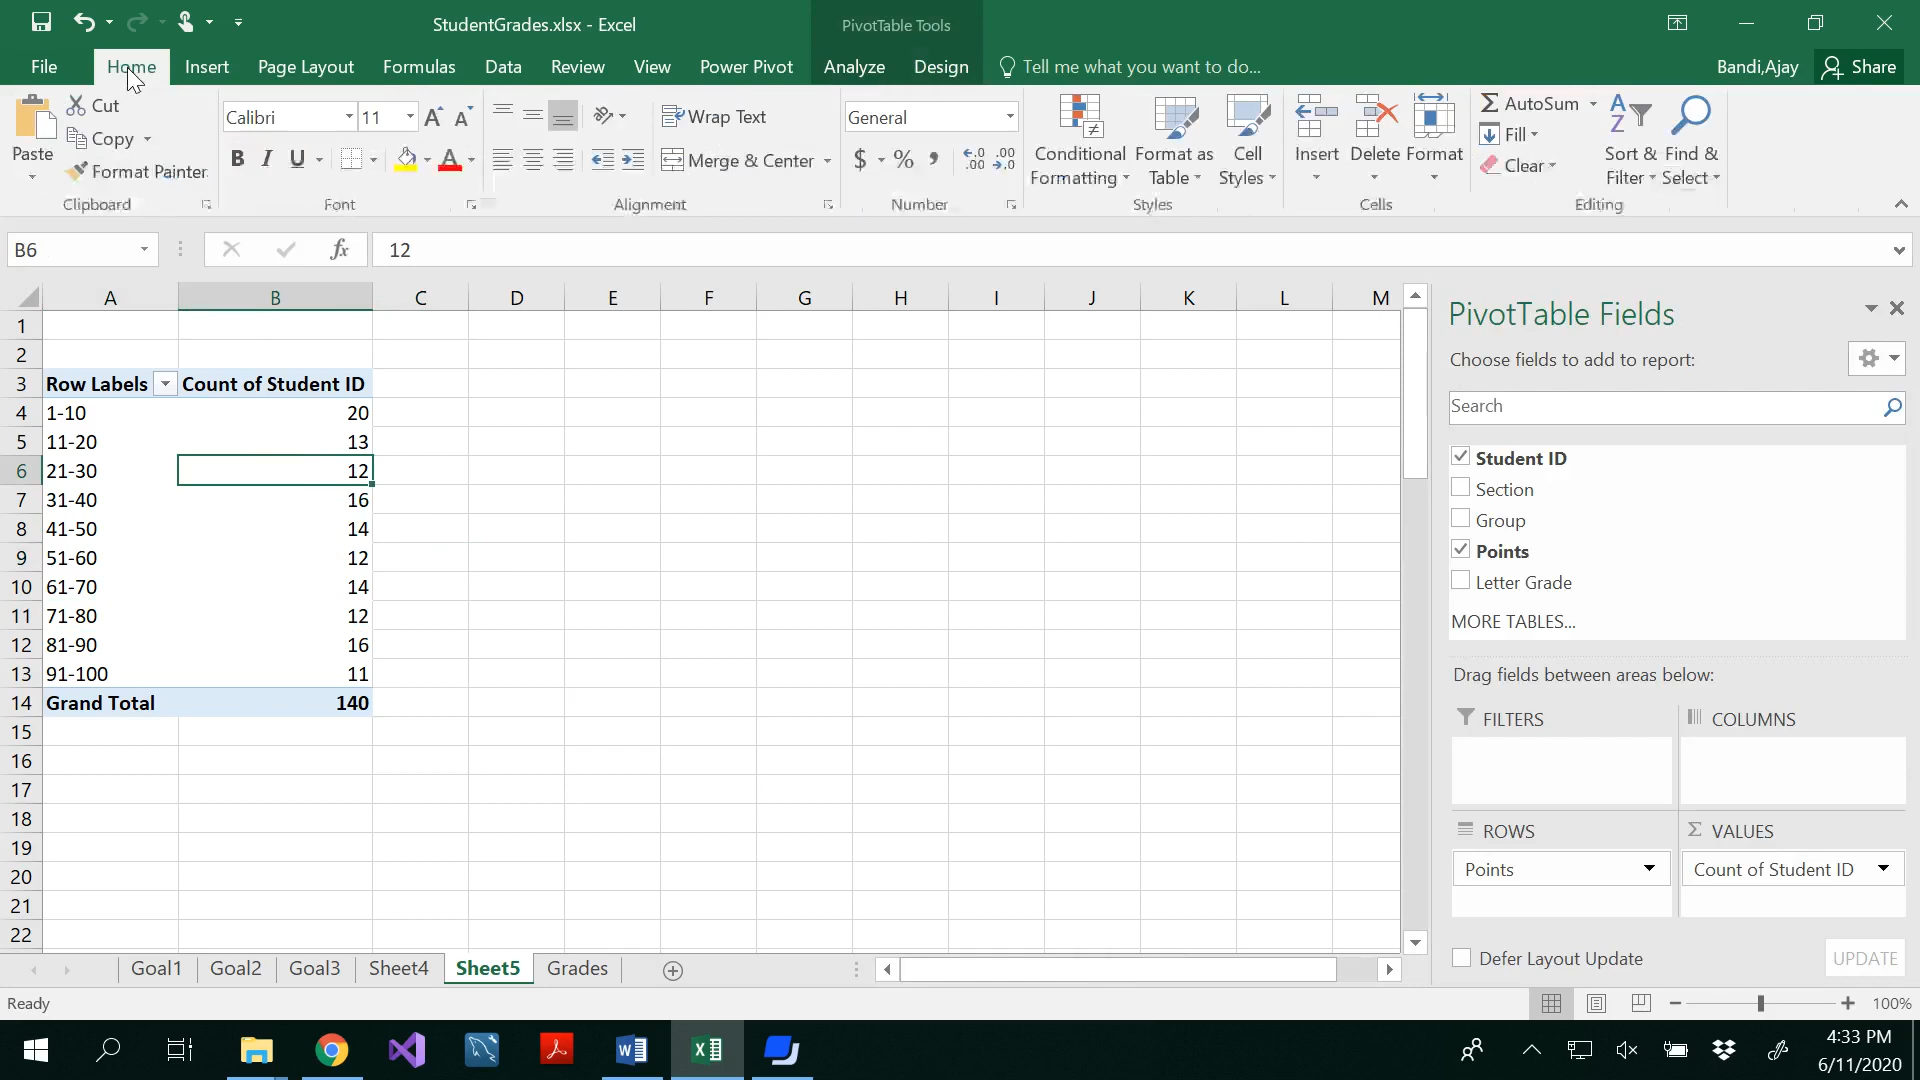 StudentGrades.xlsx - Excel
PivotTable Tools
File Home Insert Page Layout Formulas Data Review View Power Pivot Analyze Design Tell me what you want to do... Bandi,Ajay Share
Paste
Cut
Copy
Format Painter
Clipboard
Calibri 11
B I U
A
Font
Wrap Text
Merge & Center
Alignment
General
$ % ,
Number
Conditional Formatting
Format as Table
Cell Styles
Styles
Insert
Delete
Format
Cells
AutoSum
Fill
Clear
Sort & Filter
Find & Select
Editing
B6 fx 12
A B C D E F G H I J K L M
1
2
3 Row Labels Count of Student ID
4 1-10 20
5 11-20 13
6 21-30 12
7 31-40 16
8 41-50 14
9 51-60 12
10 61-70 14
11 71-80 12
12 81-90 16
13 91-100 11
14 Grand Total 140
15
16
17
18
19
20
21
22
PivotTable Fields
Choose fields to add to report:
Search
Student ID
Section
Group
Points
Letter Grade
MORE TABLES...
Drag fields between areas below:
FILTERS
COLUMNS
ROWS
VALUES
Points
Count of Student ID
Defer Layout Update
UPDATE
Goal1 Goal2 Goal3 Sheet4 Sheet5 Grades
Ready
100%
4:33 PM
6/11/2020